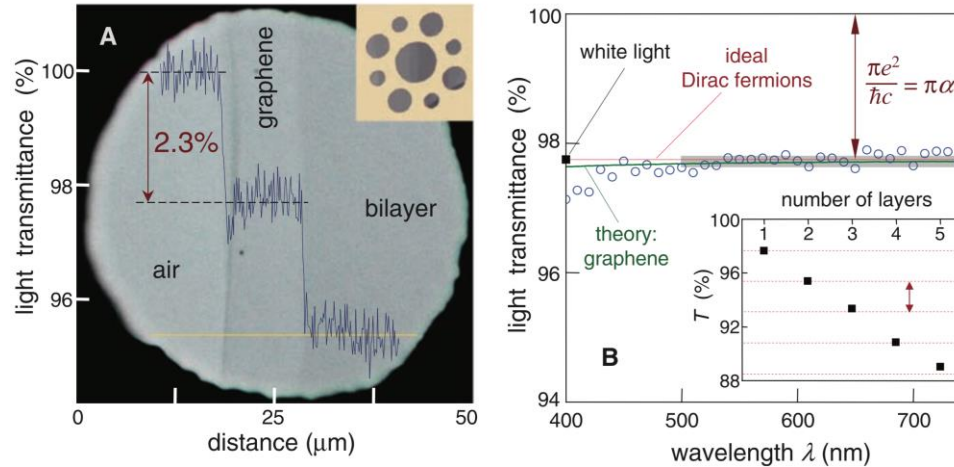 A
light transmittance (%)
100
98
96
2.3%
air
graphene
bilayer
0
25
50
distance (μm)
B
light transmittance (%)
100
98
96
94
white light
ideal
Dirac fermions
πe²/ħc = πα
theory:
graphene
number of layers
1 2 3 4 5
T (%)
100
96
92
88
400 500 600 700
wavelength λ (nm)